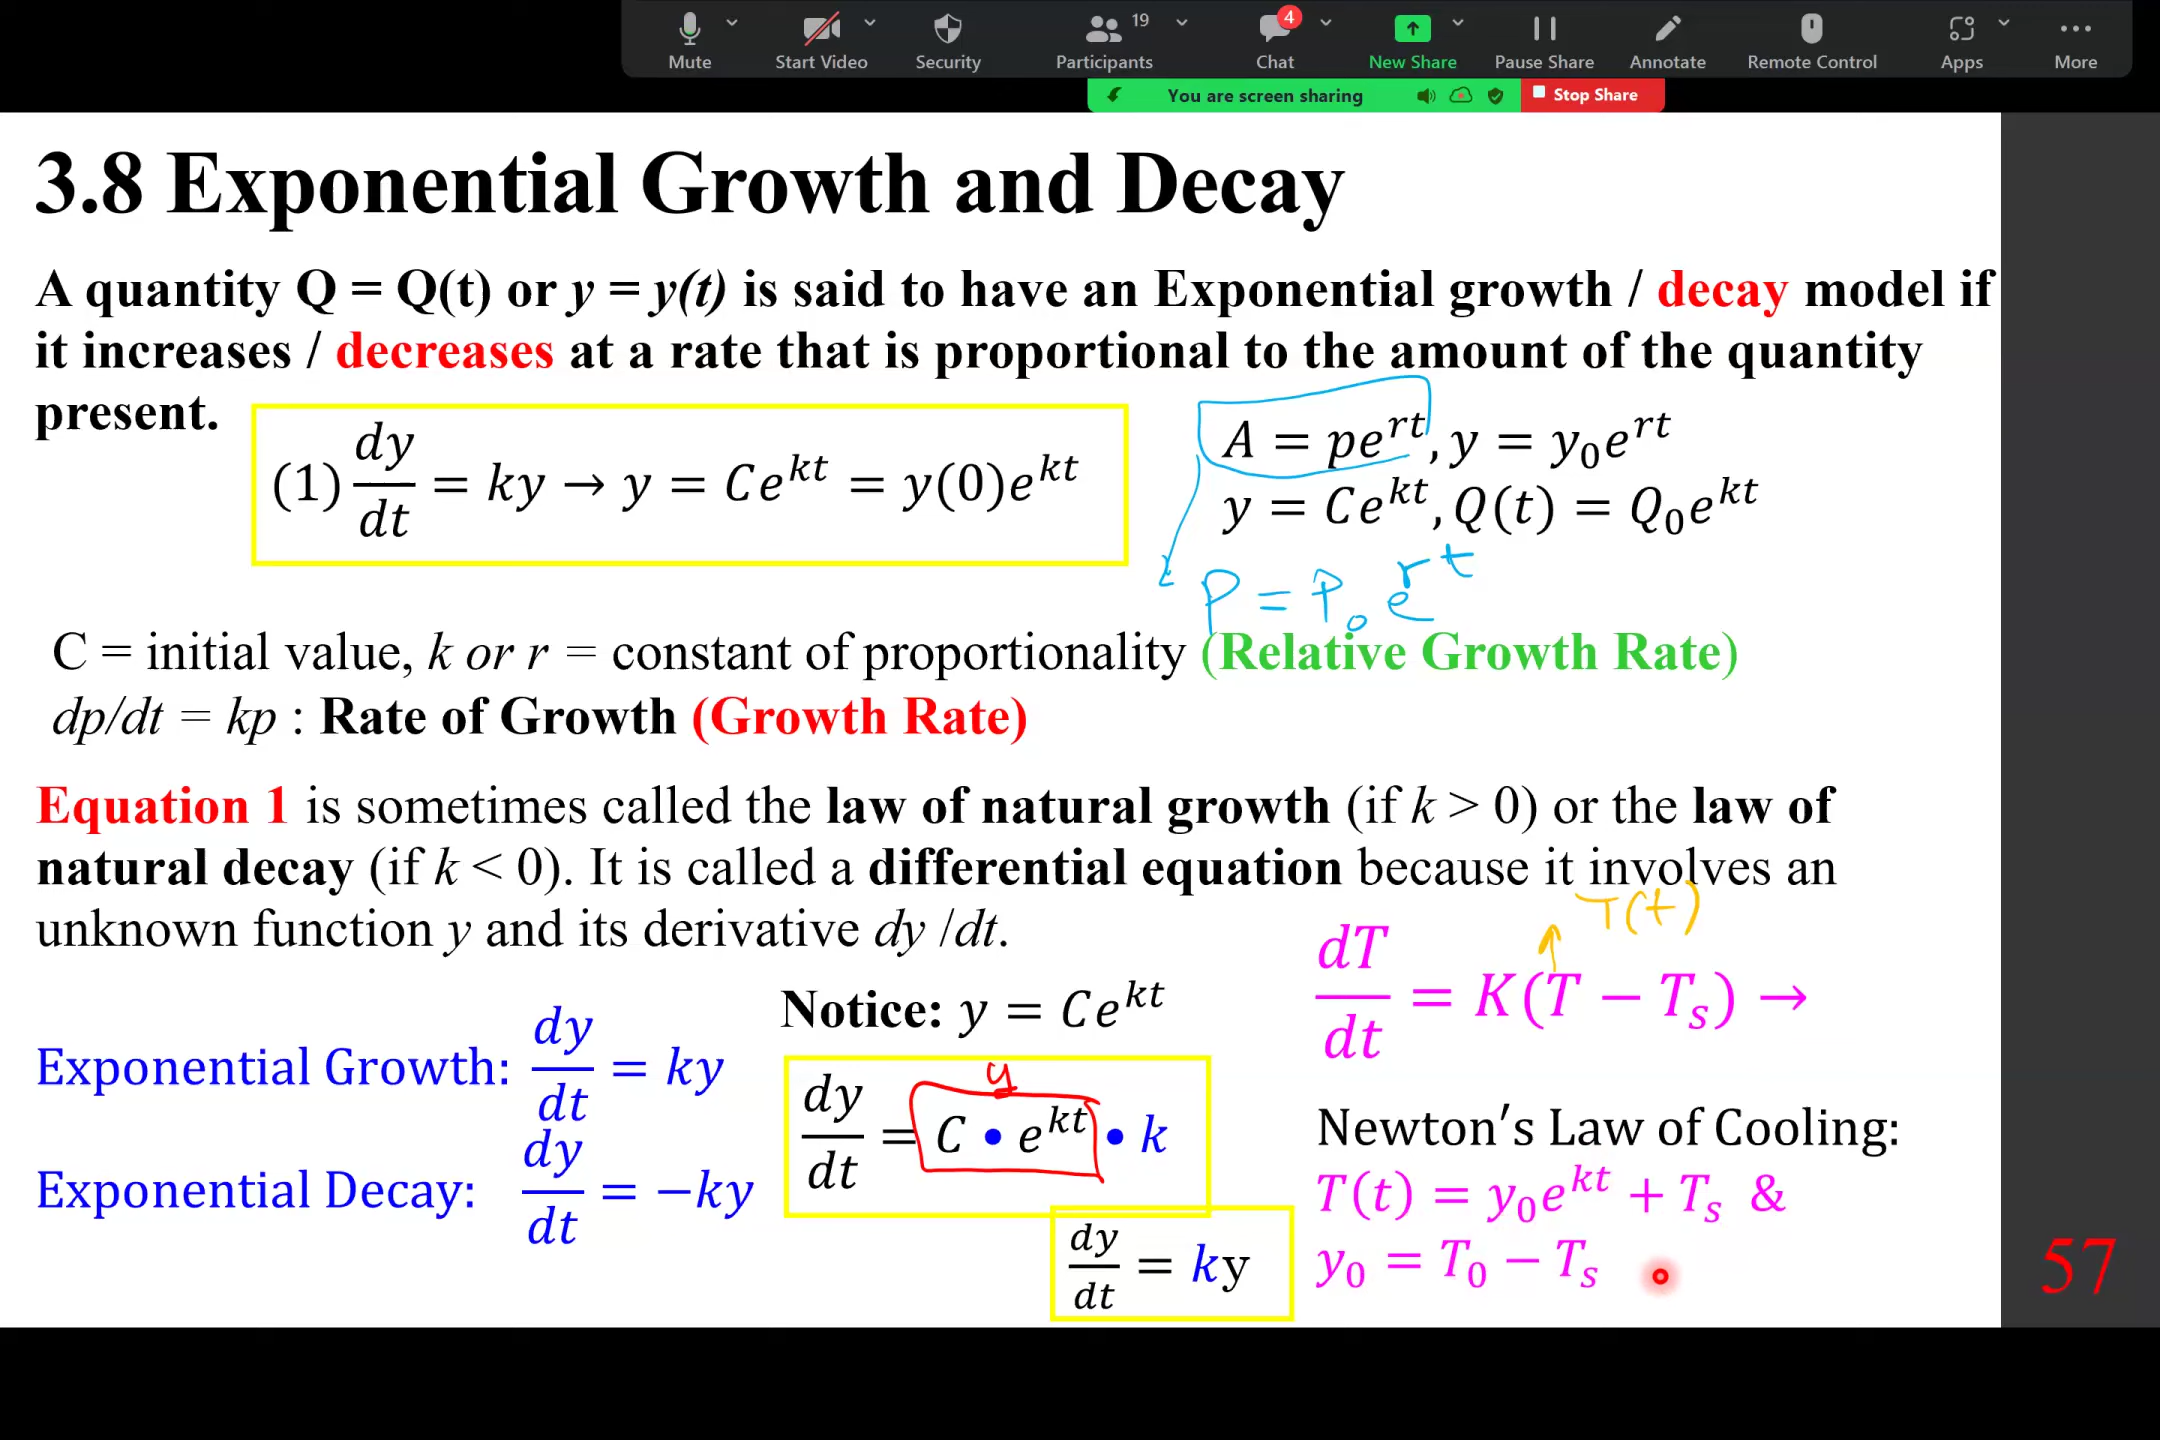 Mute Start Video Security Participants 19 Chat 4 New Share Pause Share Annotate Remote Control Apps More
You are screen sharing Stop Share
3.8 Exponential Growth and Decay
A quantity Q = Q(t) or y = y(t) is said to have an Exponential growth / decay model if
it increases / decreases at a rate that is proportional to the amount of the quantity
present.
(1) dy/dt = ky → y = Ce^{kt} = y(0)e^{kt}
A = pe^{rt}, y = y₀e^{rt}
y = Ce^{kt}, Q(t) = Q₀e^{kt}
P = P₀ e^{rt}
C = initial value, k or r = constant of proportionality (Relative Growth Rate)
dp/dt = kp : Rate of Growth (Growth Rate)
Equation 1 is sometimes called the law of natural growth (if k > 0) or the law of
natural decay (if k < 0). It is called a differential equation because it involves an
unknown function y and its derivative dy /dt.
T(t)
dT/dt = K(T − Tₛ) →
Notice: y = Ce^{kt}
Exponential Growth: dy/dt = ky
y
dy/dt = C • e^{kt} • k
Newton's Law of Cooling:
Exponential Decay: dy/dt = −ky
T(t) = y₀e^{kt} + Tₛ &
dy/dt = ky
y₀ = T₀ − Tₛ
57